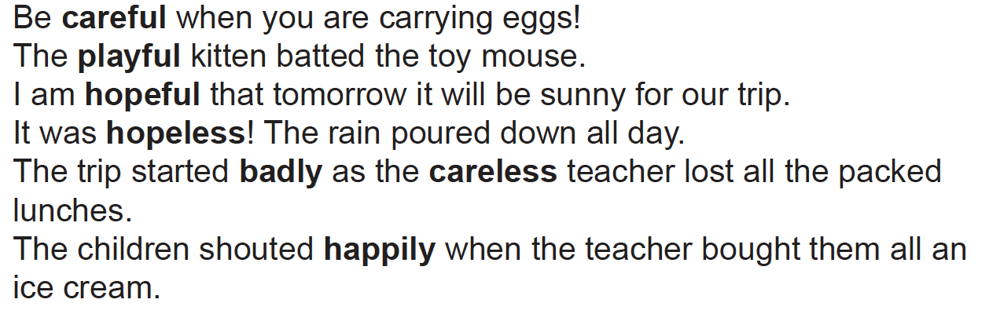 Be careful when you are carrying eggs!
The playful kitten batted the toy mouse.
I am hopeful that tomorrow it will be sunny for our trip.
It was hopeless! The rain poured down all day.
The trip started badly as the careless teacher lost all the packed
lunches.
The children shouted happily when the teacher bought them all an
ice cream.